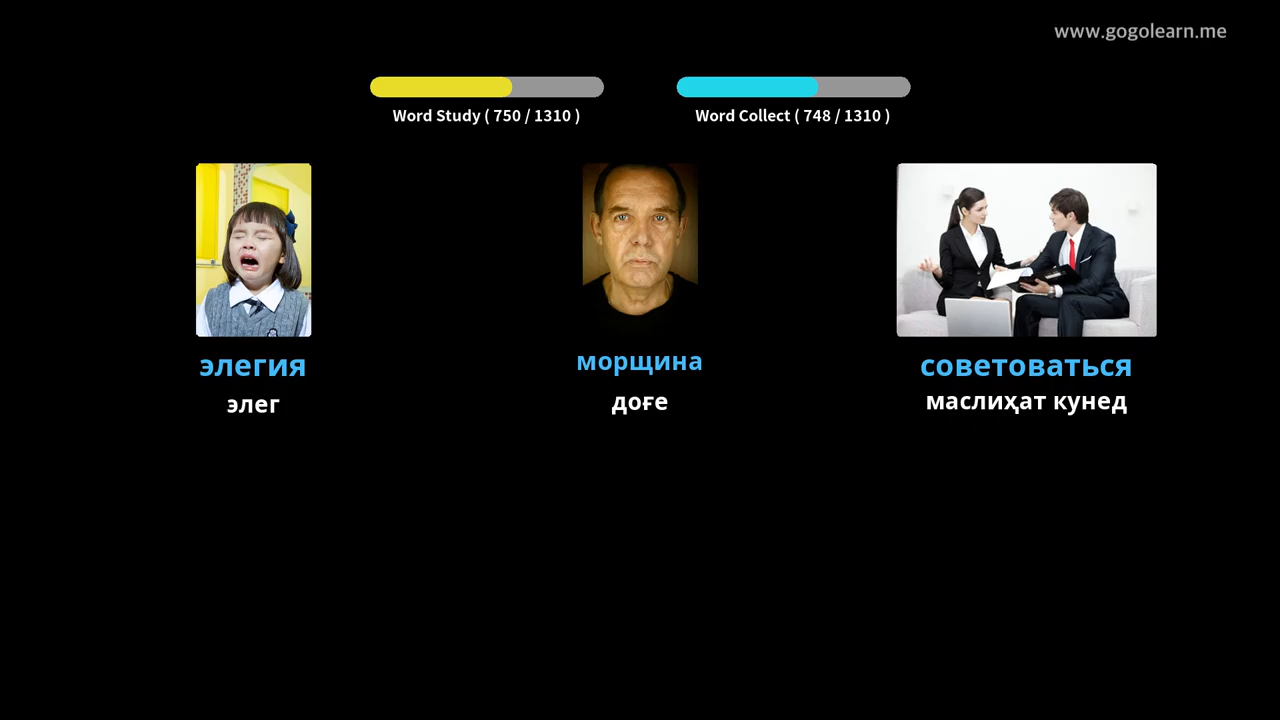 www.gogolearn.me
Word Study ( 750 / 1310 )
Word Collect ( 748 / 1310 )
элегия
морщина
советоваться
элег
доғе
маслиҳат кунед